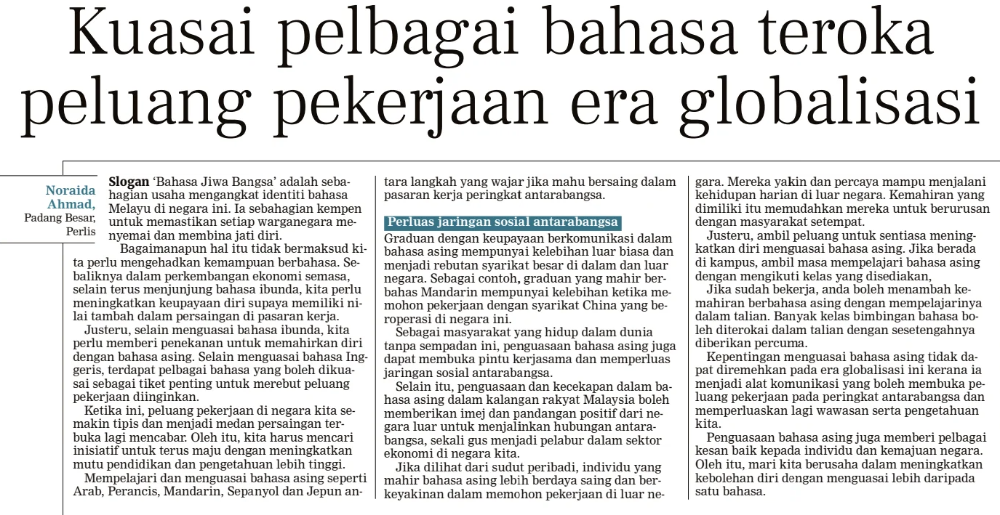 Kuasai pelbagai bahasa teroka
peluang pekerjaan era globalisasi
Noraida
Ahmad,
Padang Besar,
Perlis
Slogan ‘Bahasa Jiwa Bangsa’ adalah seba-
hagian usaha mengangkat identiti bahasa
Melayu di negara ini. Ia sebahagian kempen
untuk memastikan setiap warganegara me-
nyemai dan membina jati diri.
Bagaimanapun hal itu tidak bermaksud ki-
ta perlu mengehadkan kemampuan berbahasa. Se-
baliknya dalam perkembangan ekonomi semasa,
selain terus menjunjung bahasa ibunda, kita perlu
meningkatkan keupayaan diri supaya memiliki ni-
lai tambah dalam persaingan di pasaran kerja.
Justeru, selain menguasai bahasa ibunda, kita
perlu memberi penekanan untuk memahirkan diri
dengan bahasa asing. Selain menguasai bahasa Ing-
geris, terdapat pelbagai bahasa yang boleh dikua-
sai sebagai tiket penting untuk merebut peluang
pekerjaan diinginkan.
Ketika ini, peluang pekerjaan di negara kita se-
makin tipis dan menjadi medan persaingan ter-
buka lagi mencabar. Oleh itu, kita harus mencari
inisiatif untuk terus maju dengan meningkatkan
mutu pendidikan dan pengetahuan lebih tinggi.
Mempelajari dan menguasai bahasa asing seperti
Arab, Perancis, Mandarin, Sepanyol dan Jepun an-
tara langkah yang wajar jika mahu bersaing dalam
pasaran kerja peringkat antarabangsa.
Perluas jaringan sosial antarabangsa
Graduan dengan keupayaan berkomunikasi dalam
bahasa asing mempunyai kelebihan luar biasa dan
menjadi rebutan syarikat besar di dalam dan luar
negara. Sebagai contoh, graduan yang mahir ber-
bahas Mandarin mempunyai kelebihan ketika me-
mohon pekerjaan dengan syarikat China yang be-
roperasi di negara ini.
Sebagai masyarakat yang hidup dalam dunia
tanpa sempadan ini, penguasaan bahasa asing juga
dapat membuka pintu kerjasama dan memperluas
jaringan sosial antarabangsa.
Selain itu, penguasaan dan kecekapan dalam ba-
hasa asing dalam kalangan rakyat Malaysia boleh
memberikan imej dan pandangan positif dari ne-
gara luar untuk menjalinkan hubungan antara-
bangsa, sekali gus menjadi pelabur dalam sektor
ekonomi di negara kita.
Jika dilihat dari sudut peribadi, individu yang
mahir bahasa asing lebih berdaya saing dan ber-
keyakinan dalam memohon pekerjaan di luar ne-
gara. Mereka yakin dan percaya mampu menjalani
kehidupan harian di luar negara. Kemahiran yang
dimiliki itu memudahkan mereka untuk berurusan
dengan masyarakat setempat.
Justeru, ambil peluang untuk sentiasa mening-
katkan diri menguasai bahasa asing. Jika berada
di kampus, ambil masa mempelajari bahasa asing
dengan mengikuti kelas yang disediakan,
Jika sudah bekerja, anda boleh menambah ke-
mahiran berbahasa asing dengan mempelajarinya
dalam talian. Banyak kelas bimbingan bahasa bo-
leh diterokai dalam talian dengan sesetengahnya
diberikan percuma.
Kepentingan menguasai bahasa asing tidak da-
pat diremehkan pada era globalisasi ini kerana ia
menjadi alat komunikasi yang boleh membuka pe-
luang pekerjaan pada peringkat antarabangsa dan
memperluaskan lagi wawasan serta pengetahuan
kita.
Penguasaan bahasa asing juga memberi pelbagai
kesan baik kepada individu dan kemajuan negara.
Oleh itu, mari kita berusaha dalam meningkatkan
kebolehan diri dengan menguasai lebih daripada
satu bahasa.